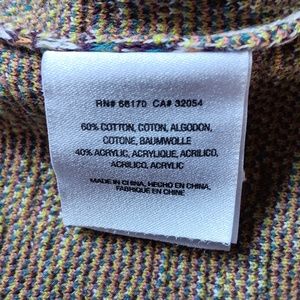 RN# 66170 CA# 32054
60% COTTON, COTON, ALGODON,
COTONE, BAUMWOLLE
40% ACRYLIC, ACRYLIQUE, ACRILICO,
ACRILICO, ACRYLIC
MADE IN CHINA, HECHO EN CHINA,
FABRIQUE EN CHINE